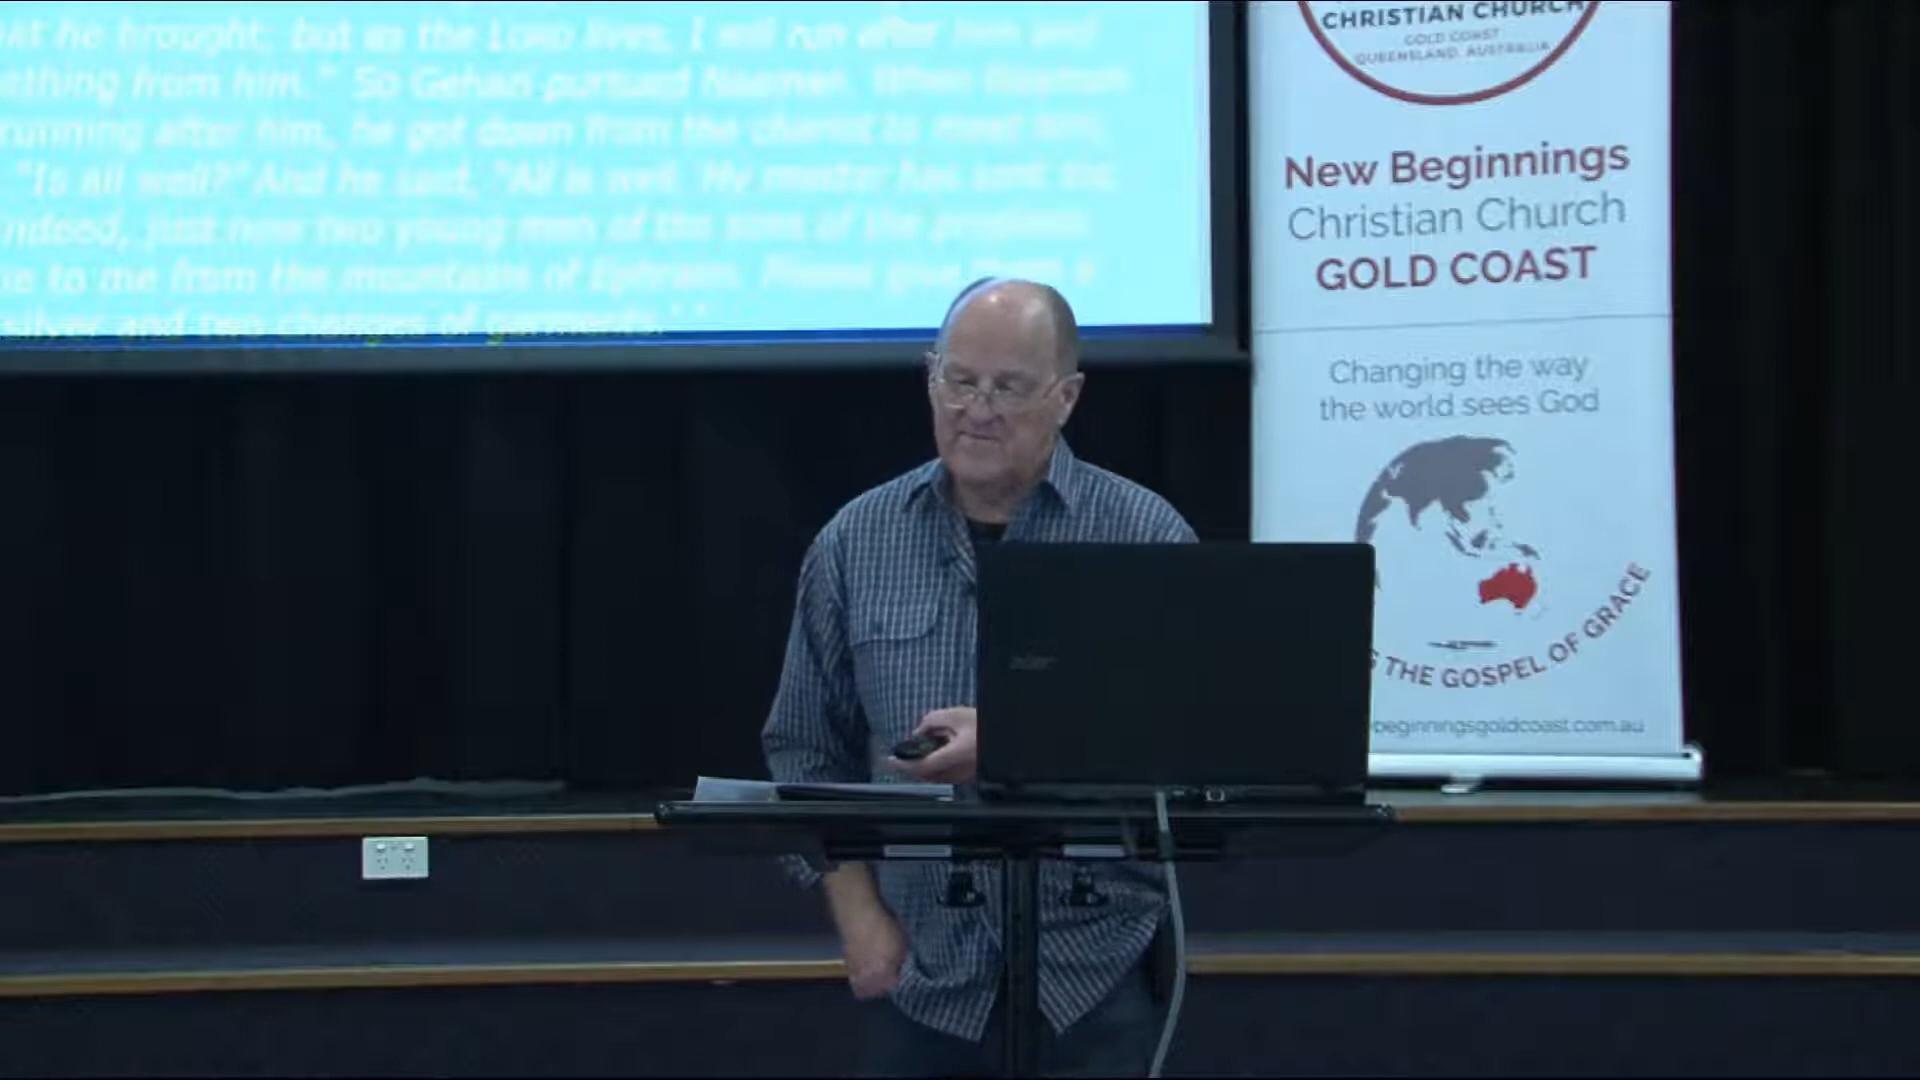 at he brought; but as the LORD lives, I will run after him and
ething from him." So Gehazi pursued Naaman. When Naaman
running after him, he got down from the chariot to meet him,
"Is all well?" And he said, "All is well. My master has sent me,
indeed, just now two young men of the sons of the prophets
e to me from the mountains of Ephraim. Please give them a
silver and two changes of garments.' "
CHRISTIAN CHURCH
GOLD COAST
QUEENSLAND, AUSTRALIA
New Beginnings
Christian Church
GOLD COAST
Changing the way
the world sees God
THE GOSPEL OF GRACE
beginningsgoldcoast.com.au
acer